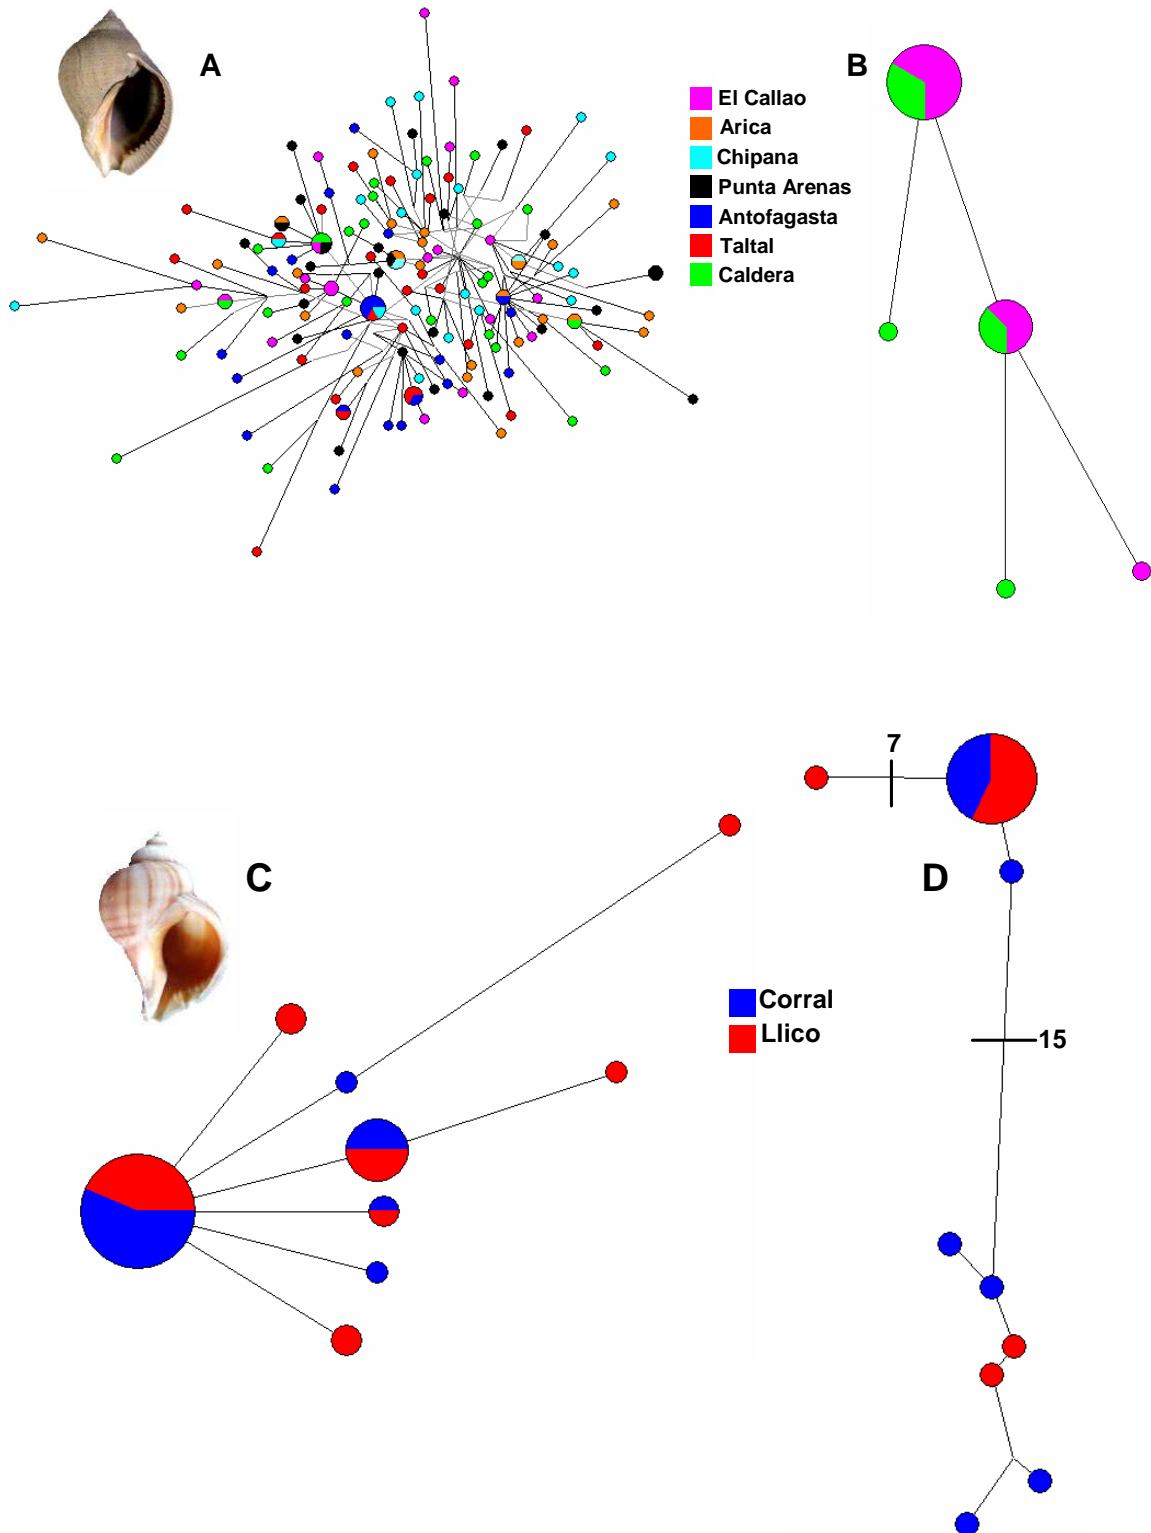 A
B
El Callao
Arica
Chipana
Punta Arenas
Antofagasta
Taltal
Caldera
7
C
D
Corral
Llico
15